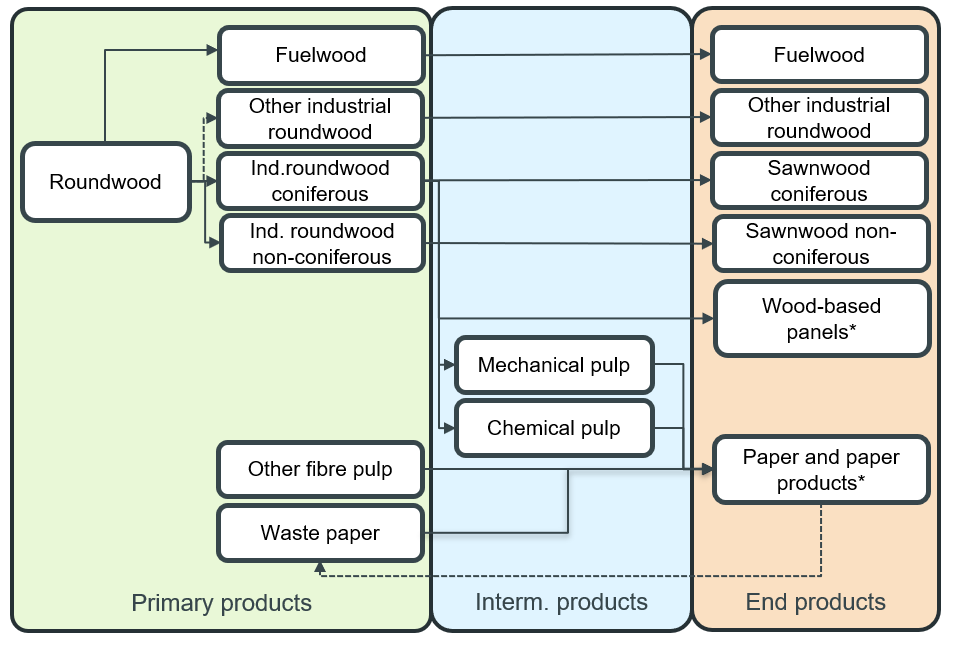 Fuelwood
Fuelwood
Other industrial
roundwood
Other industrial
roundwood
Roundwood
Ind.roundwood
coniferous
Sawnwood
coniferous
Ind. roundwood
non-coniferous
Sawnwood non-
coniferous
Wood-based
panels*
Mechanical pulp
Chemical pulp
Other fibre pulp
Paper and paper
products*
Waste paper
Primary products
Interm. products
End products